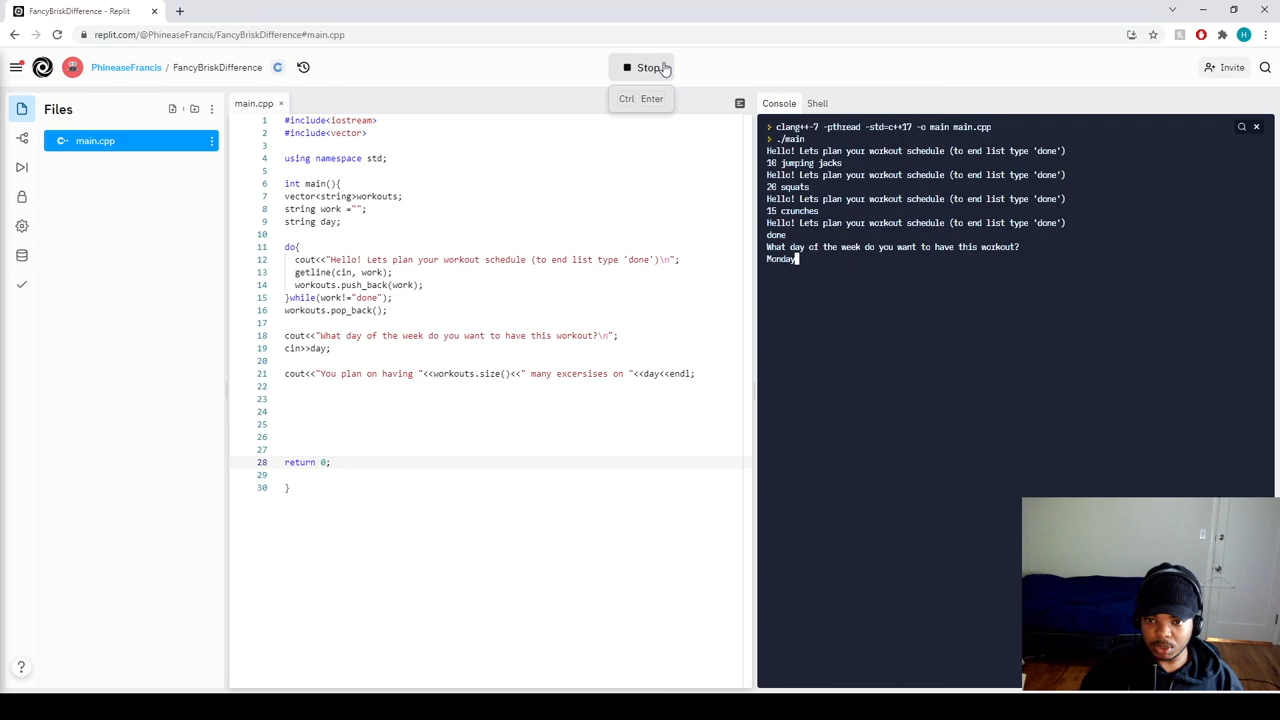 FancyBriskDifference - Replit
replit.com/@PhineaseFrancis/FancyBriskDifference#main.cpp
H
PhineaseFrancis / FancyBriskDifference
Stop
Invite
Ctrl Enter
Files
main.cpp
main.cpp
1 #include<iostream>
2 #include<vector>
3
4 using namespace std;
5
6 int main(){
7 vector<string>workouts;
8 string work ="";
9 string day;
10
11 do{
12 cout<<"Hello! Lets plan your workout schedule (to end list type 'done')\n";
13 getline(cin, work);
14 workouts.push_back(work);
15 }while(work!="done");
16 workouts.pop_back();
17
18 cout<<"What day of the week do you want to have this workout?\n";
19 cin>>day;
20
21 cout<<"You plan on having "<<workouts.size()<<" many excersises on "<<day<<endl;
22
23
24
25
26
27
28 return 0;
29
30 }
Console Shell
clang++-7 -pthread -std=c++17 -o main main.cpp
./main
Hello! Lets plan your workout schedule (to end list type 'done')
10 jumping jacks
Hello! Lets plan your workout schedule (to end list type 'done')
20 squats
Hello! Lets plan your workout schedule (to end list type 'done')
15 crunches
Hello! Lets plan your workout schedule (to end list type 'done')
done
What day of the week do you want to have this workout?
Monday
?